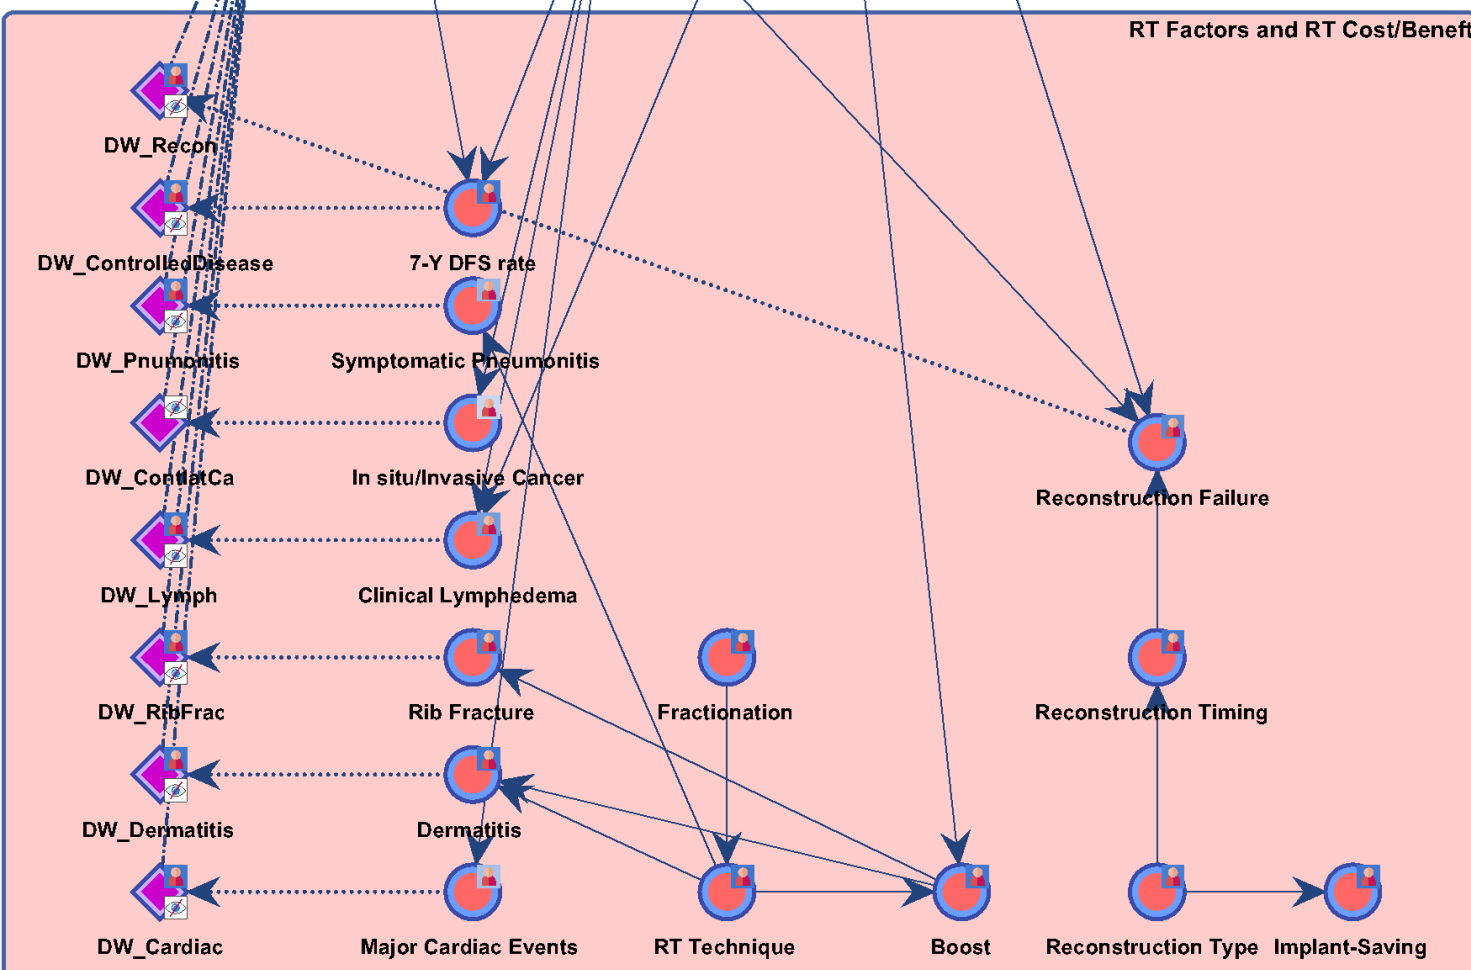 RT Factors and RT Cost/Beneft
DW_Recon
DW_ControlledDisease
7-Y DFS rate
DW_Pnumonitis
Symptomatic Pneumonitis
DW_ContlatCa
In situ/Invasive Cancer
Reconstruction Failure
DW_Lymph
Clinical Lymphedema
DW_RibFrac
Rib Fracture
Fractionation
Reconstruction Timing
DW_Dermatitis
Dermatitis
DW_Cardiac
Major Cardiac Events
RT Technique
Boost
Reconstruction Type
Implant-Saving